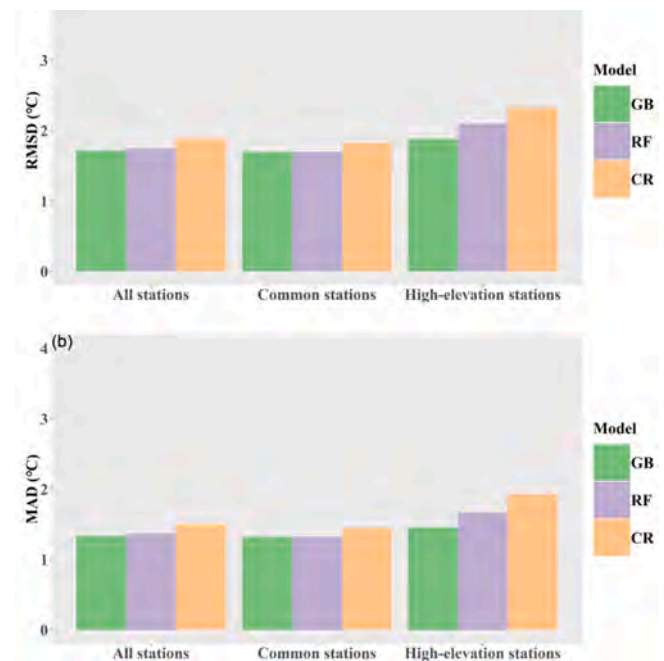 3
2
1
0
RMSD (°C)
All stations
Common stations
High-elevation stations
Model
GB
RF
CR
(b)
4
3
2
1
0
MAD (°C)
All stations
Common stations
High-elevation stations
Model
GB
RF
CR